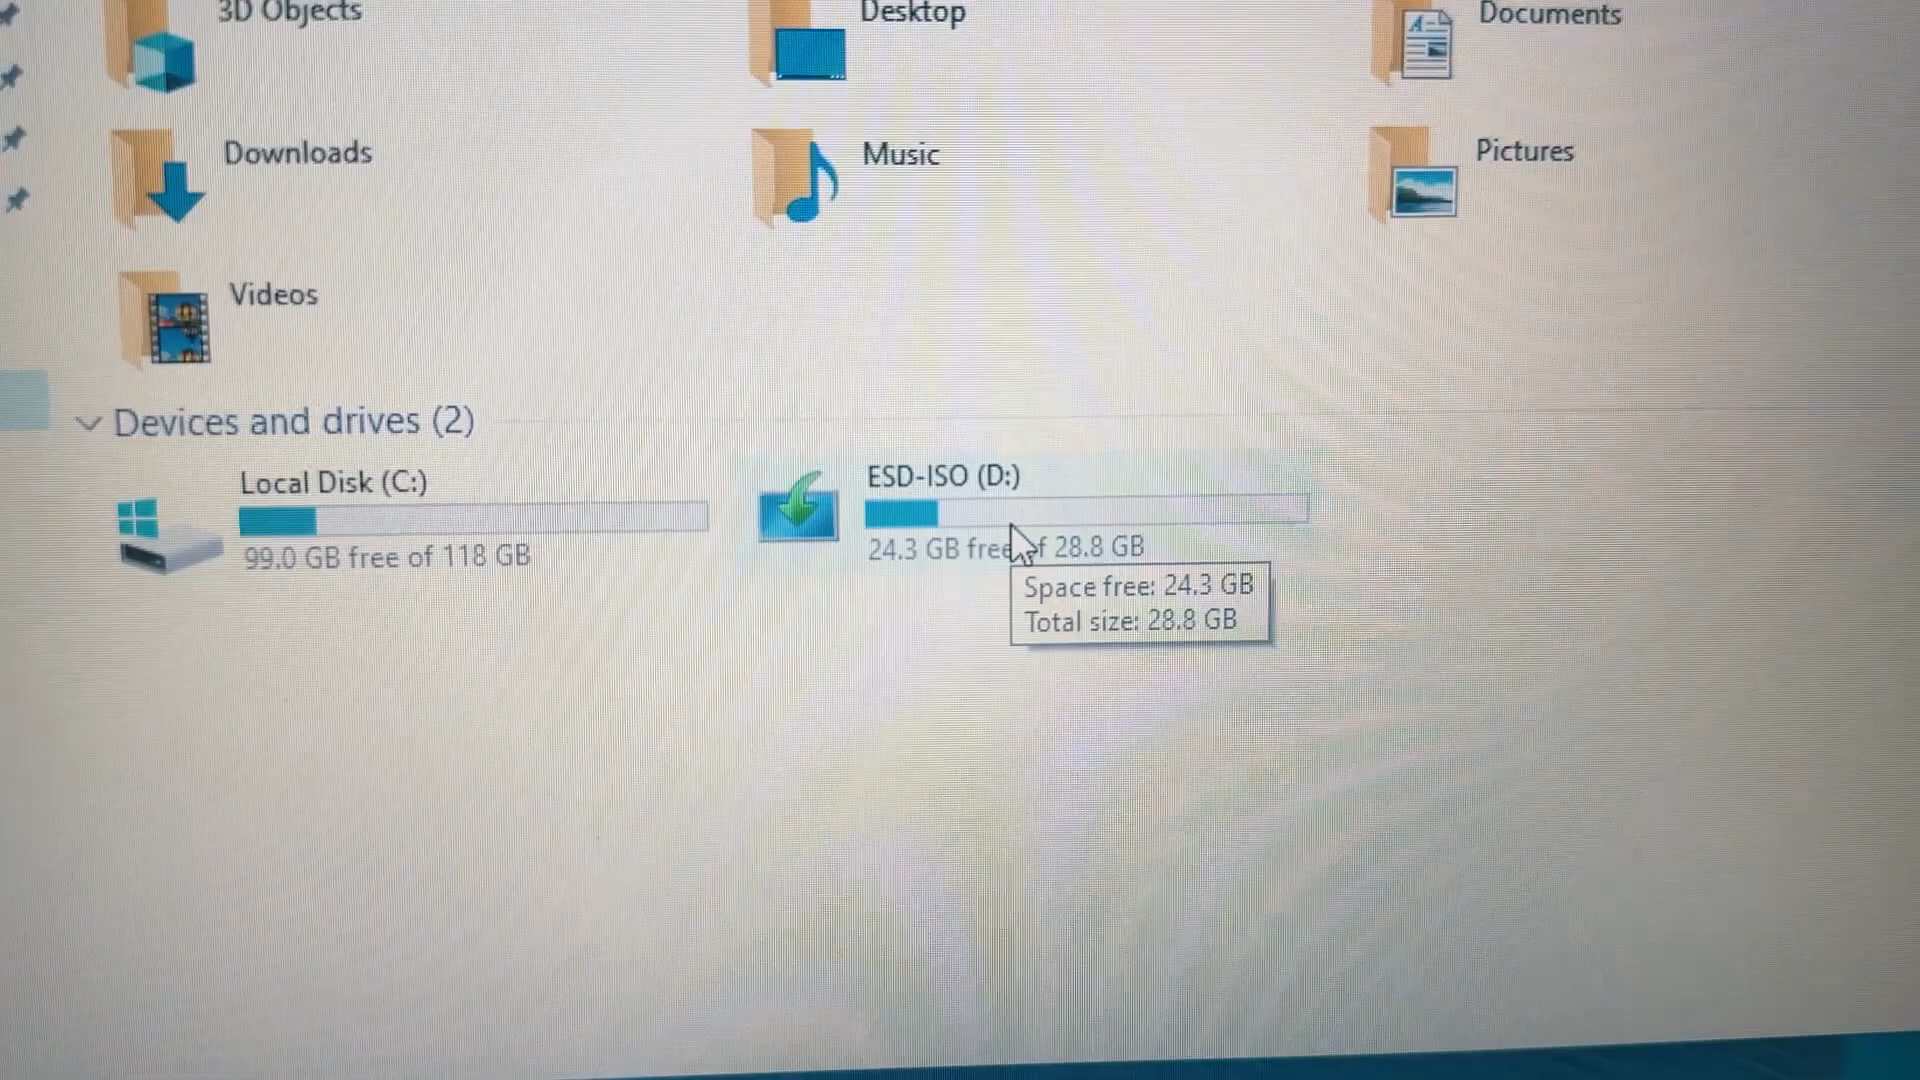 3D Objects
Desktop
Documents
Downloads
Music
Pictures
Videos
Devices and drives (2)
Local Disk (C:)
99.0 GB free of 118 GB
ESD-ISO (D:)
24.3 GB free of 28.8 GB
Space free: 24.3 GB
Total size: 28.8 GB